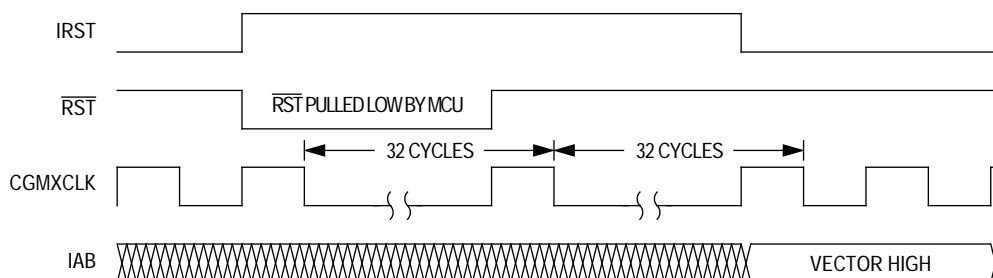 IRST
RST
RST PULLED LOW BY MCU
32 CYCLES
32 CYCLES
CGMXCLK
IAB
VECTOR HIGH